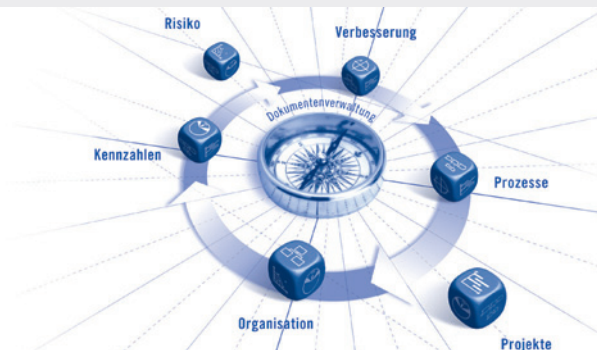 Risiko
Verbesserung
Dokumentenverwaltung
Kennzahlen
Prozesse
Organisation
Projekte